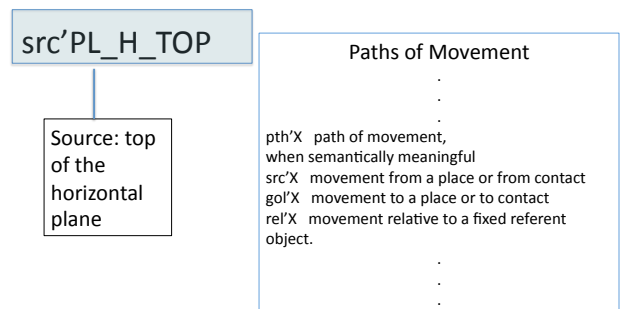 src’PL_H_TOP
Source: top
of the
horizontal
plane
Paths of Movement
.
.
.
pth’X path of movement,
when semantically meaningful
src’X movement from a place or from contact
gol’X movement to a place or to contact
rel’X movement relative to a fixed referent
object.
.
.
.